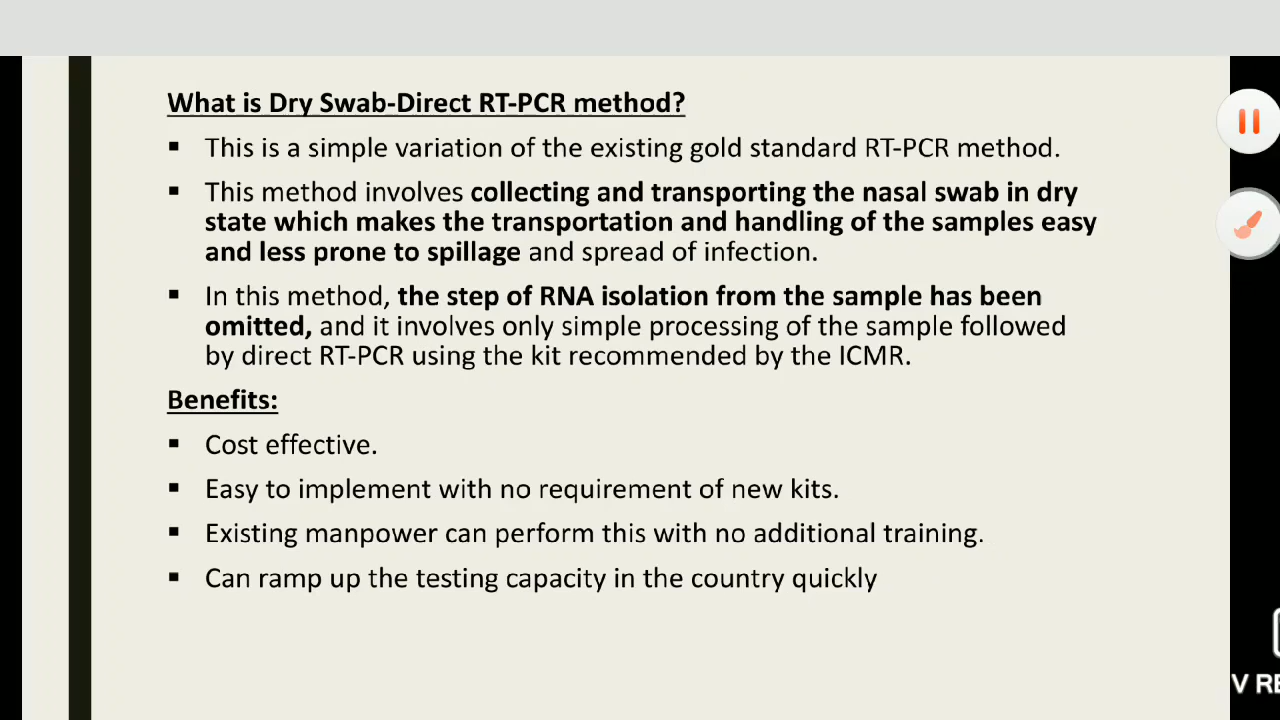 What is Dry Swab-Direct RT-PCR method?
▪ This is a simple variation of the existing gold standard RT-PCR method.
▪ This method involves collecting and transporting the nasal swab in dry
state which makes the transportation and handling of the samples easy
and less prone to spillage and spread of infection.
▪ In this method, the step of RNA isolation from the sample has been
omitted, and it involves only simple processing of the sample followed
by direct RT-PCR using the kit recommended by the ICMR.
Benefits:
▪ Cost effective.
▪ Easy to implement with no requirement of new kits.
▪ Existing manpower can perform this with no additional training.
▪ Can ramp up the testing capacity in the country quickly
V RE